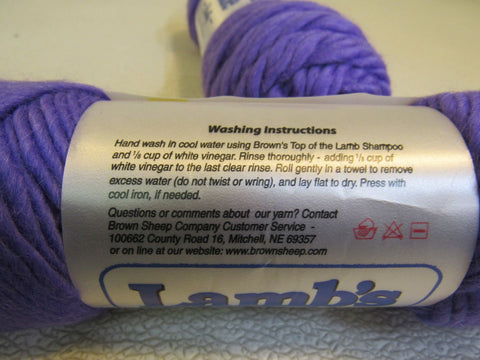 Washing Instructions
Hand wash in cool water using Brown's Top of the Lamb Shampoo
and ⅛ cup of white vinegar. Rinse thoroughly - adding ⅛ cup of
white vinegar to the last clear rinse. Roll gently in a towel to remove
excess water (do not twist or wring), and lay flat to dry. Press with
cool iron, if needed.
Questions or comments about our yarn? Contact
Brown Sheep Company Customer Service -
100662 County Road 16, Mitchell, NE 69357
or on line at our website: www.brownsheep.com
Lamb's